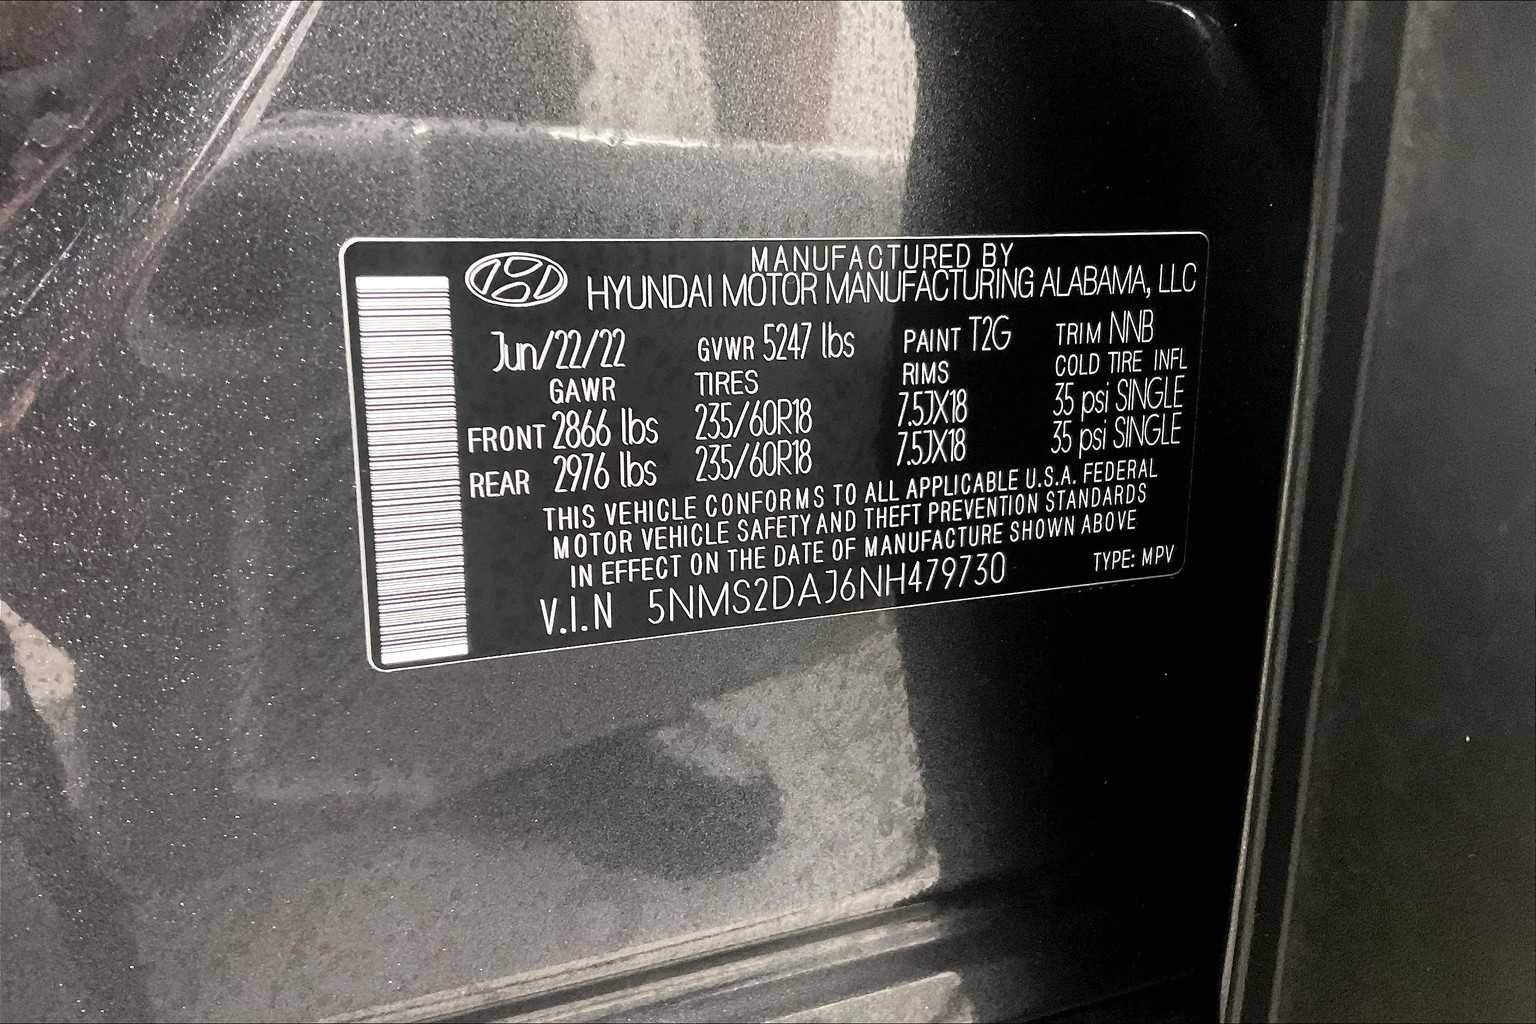 MANUFACTURED BY
HYUNDAI MOTOR MANUFACTURING ALABAMA, LLC
Jun/22/22 GVWR 5247 lbs PAINT T2G TRIM NNB
GAWR TIRES RIMS COLD TIRE INFL
FRONT 2866 lbs 235/60R18 7.5JX18 35 psi SINGLE
REAR 2976 lbs 235/60R18 7.5JX18 35 psi SINGLE
THIS VEHICLE CONFORMS TO ALL APPLICABLE U.S.A. FEDERAL
MOTOR VEHICLE SAFETY AND THEFT PREVENTION STANDARDS
IN EFFECT ON THE DATE OF MANUFACTURE SHOWN ABOVE
V.I.N 5NMS2DAJ6NH479730 TYPE: MPV